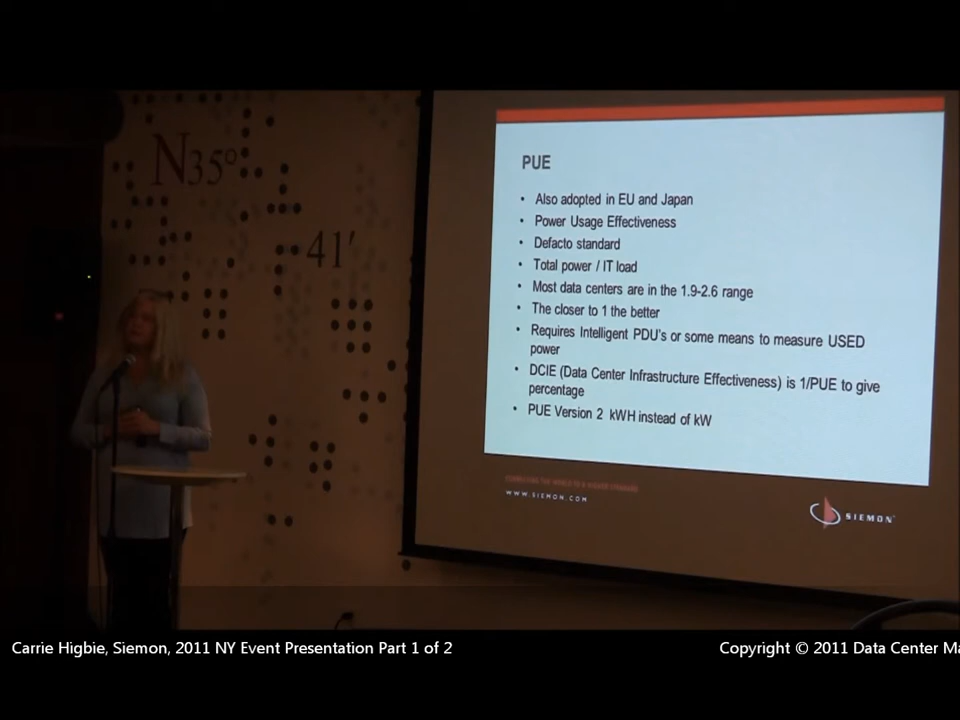 N35°
41′
PUE
• Also adopted in EU and Japan
• Power Usage Effectiveness
• Defacto standard
• Total power / IT load
• Most data centers are in the 1.9-2.6 range
• The closer to 1 the better
• Requires Intelligent PDU's or some means to measure USED
power
• DCIE (Data Center Infrastructure Effectiveness) is 1/PUE to give
percentage
• PUE Version 2 kWH instead of kW
WWW.SIEMON.COM
SIEMON
Carrie Higbie, Siemon, 2011 NY Event Presentation Part 1 of 2
Copyright © 2011 Data Center Ma